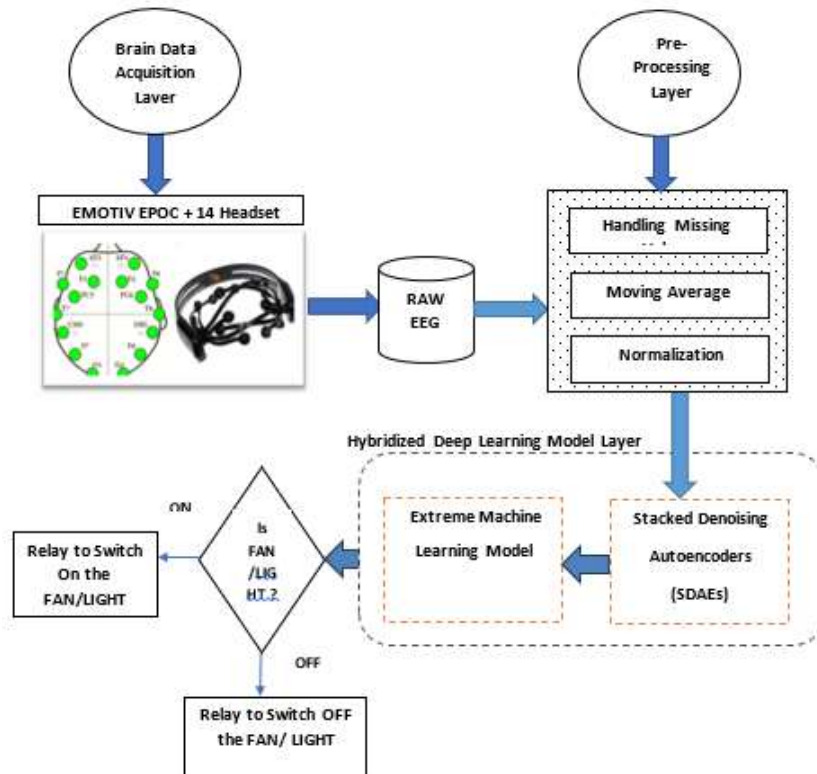 Brain Data
Acquisition
Laver
Pre-
Processing
Layer
EMOTIV EPOC + 14 Headset
Handling Missing
RAW
EEG
Moving Average
Normalization
Hybridized Deep Learning Model Layer
ON
Is
FAN
/LIG
HT ?
Extreme Machine
Learning Model
Stacked Denoising
Autoencoders
(SDAEs)
Relay to Switch
On the
FAN/LIGHT
OFF
Relay to Switch OFF
the FAN/ LIGHT